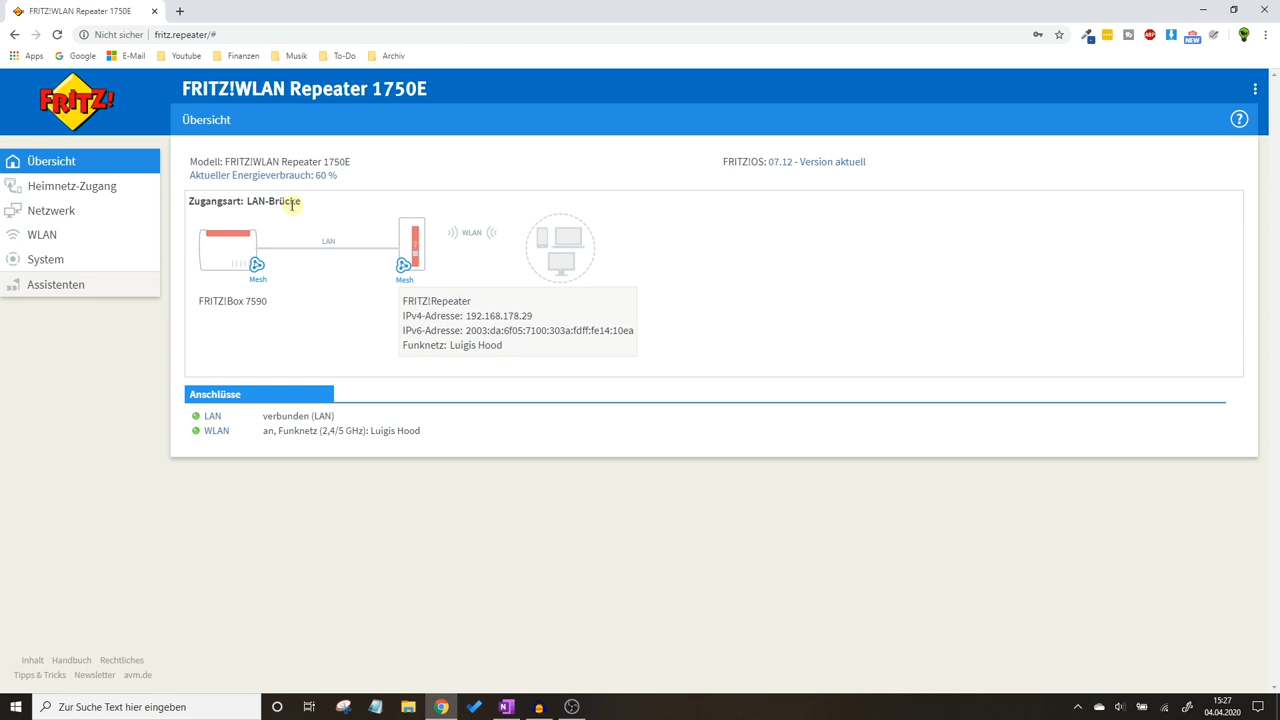 FRITZ!WLAN Repeater 1750E
Nicht sicher fritz.repeater/#
Apps Google E-Mail Youtube Finanzen Musik To-Do Archiv
NEW
FRITZ!
FRITZ!WLAN Repeater 1750E
Übersicht
Übersicht
Heimnetz-Zugang
Netzwerk
WLAN
System
Assistenten
Modell: FRITZ!WLAN Repeater 1750E
FRITZ!OS: 07.12 - Version aktuell
Aktueller Energieverbrauch: 60 %
Zugangsart: LAN-Brücke
LAN
WLAN
Mesh
Mesh
FRITZ!Box 7590
FRITZ!Repeater
IPv4-Adresse: 192.168.178.29
IPv6-Adresse: 2003:da:6f05:7100:303a:fdff:fe14:10ea
Funknetz: Luigis Hood
Anschlüsse
LAN verbunden (LAN)
WLAN an, Funknetz (2,4/5 GHz): Luigis Hood
Inhalt Handbuch Rechtliches
Tipps & Tricks Newsletter avm.de
Zur Suche Text hier eingeben
15:27
04.04.2020